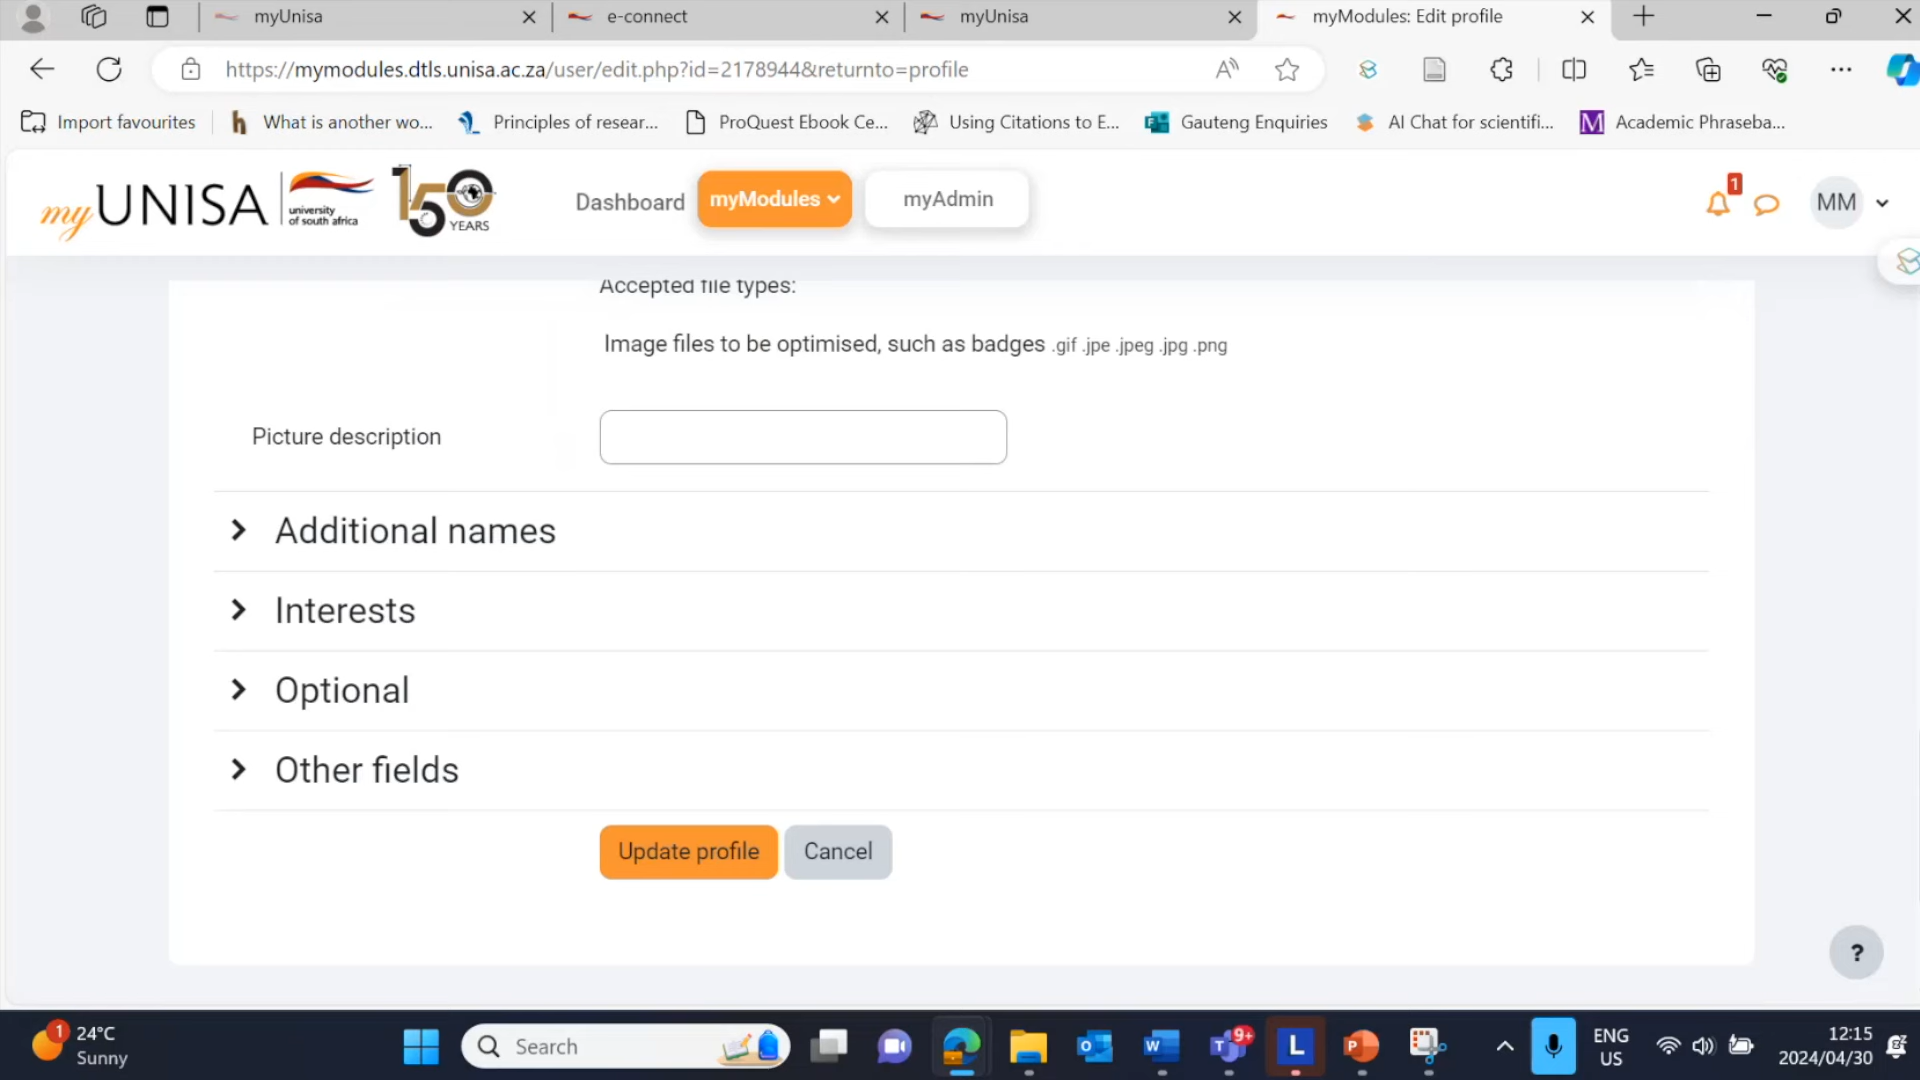 myUnisa
e-connect
myUnisa
myModules: Edit profile
https://mymodules.dtls.unisa.ac.za/user/edit.php?id=2178944&returnto=profile
Import favourites
What is another wo...
Principles of resear...
ProQuest Ebook Ce...
Using Citations to E...
Gauteng Enquiries
AI Chat for scientifi...
Academic Phraseba...
my UNISA
university
of south africa
150
YEARS
Dashboard
myModules
myAdmin
1
MM
Accepted file types:
Image files to be optimised, such as badges .gif .jpe .jpeg .jpg .png
Picture description
Additional names
Interests
Optional
Other fields
Update profile
Cancel
?
1
24°C
Sunny
Search
9+
ENG
US
12:15
2024/04/30